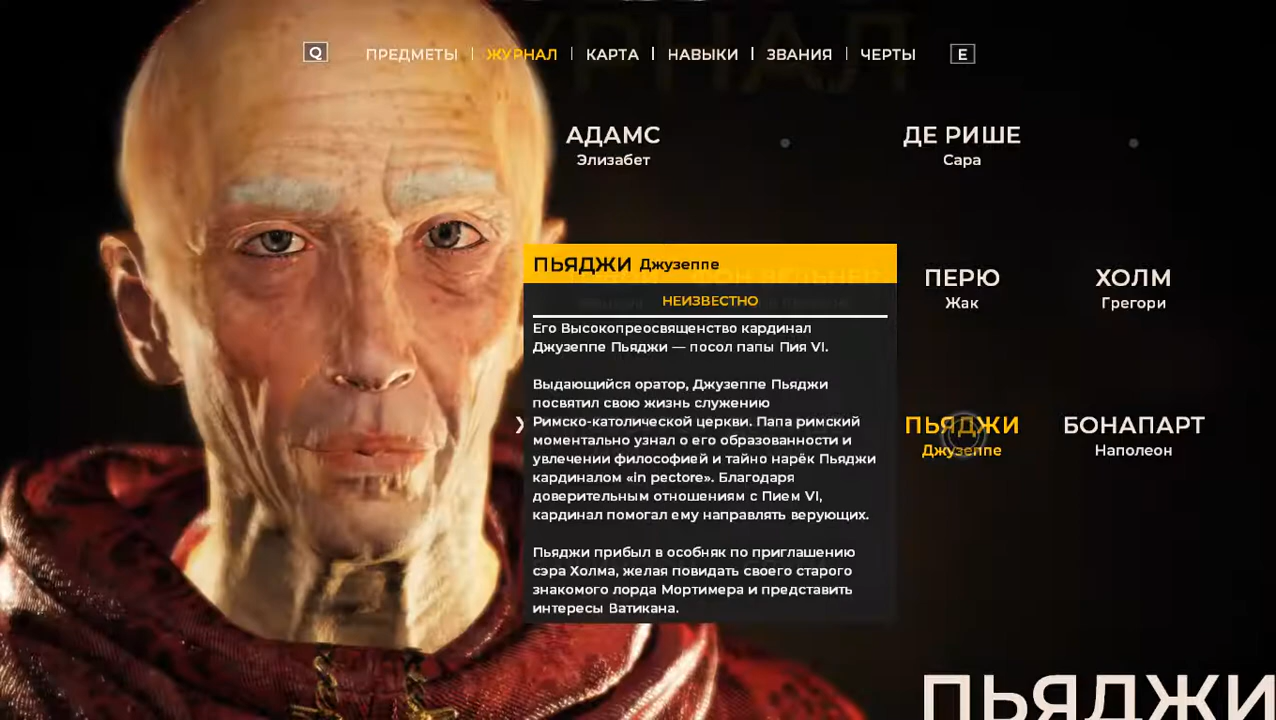 ЖУРНАЛ
Q ПРЕДМЕТЫ ЖУРНАЛ КАРТА НАВЫКИ ЗВАНИЯ ЧЕРТЫ E
АДАМС
Элизабет
ДЕ РИШЕ
Сара
ПЕРЮ
Жак
ХОЛМ
Грегори
ПЬЯДЖИ Джузеппе
НЕИЗВЕСТНО
Его Высокопреосвященство кардинал
Джузеппе Пьяджи — посол папы Пия VI.
Выдающийся оратор, Джузеппе Пьяджи
посвятил свою жизнь служению
Римско-католической церкви. Папа римский
моментально узнал о его образованности и
увлечении философией и тайно нарёк Пьяджи
кардиналом «in pectore». Благодаря
доверительным отношениям с Пием VI,
кардинал помогал ему направлять верующих.
Пьяджи прибыл в особняк по приглашению
сэра Холма, желая повидать своего старого
знакомого лорда Мортимера и представить
интересы Ватикана.
ПЬЯДЖИ
Джузеппе
БОНАПАРТ
Наполеон
ПЬЯДЖИ